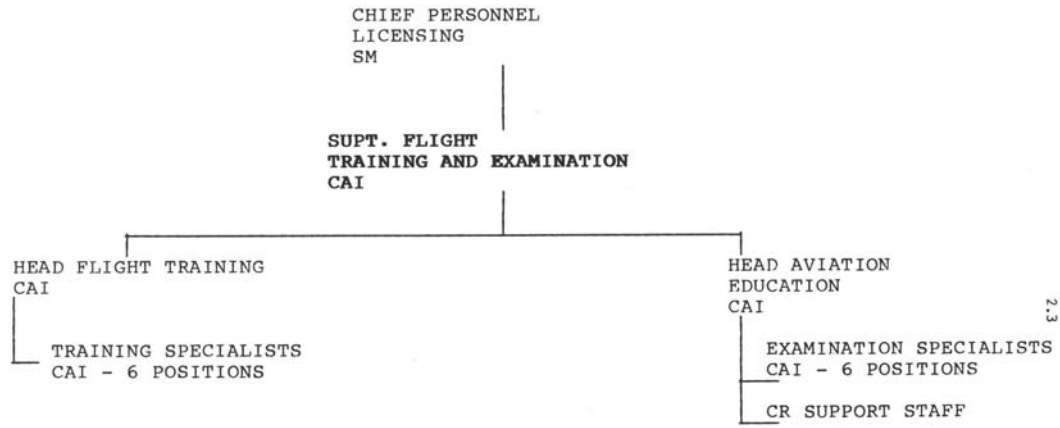 CHIEF PERSONNEL
LICENSING
SM
SUPT. FLIGHT
TRAINING AND EXAMINATION
CAI
HEAD FLIGHT TRAINING
CAI
TRAINING SPECIALISTS
CAI - 6 POSITIONS
HEAD AVIATION
EDUCATION
CAI
EXAMINATION SPECIALISTS
CAI - 6 POSITIONS
CR SUPPORT STAFF
2.3